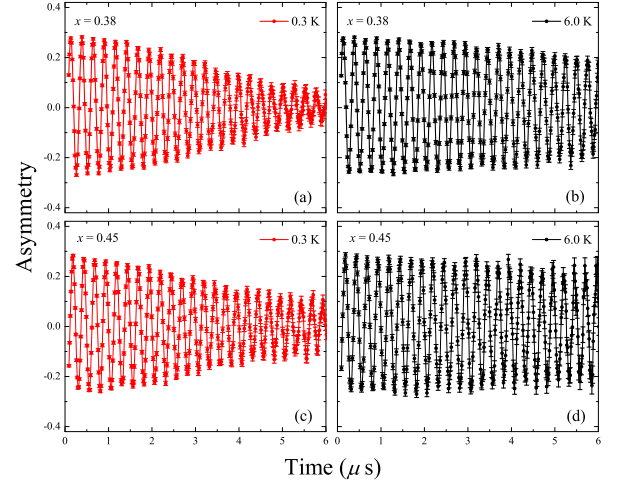 0.4
0.2
0.0
-0.2
-0.4
x = 0.38
0.3 K
(a)
x = 0.38
6.0 K
(b)
Asymmetry
0.4
0.2
0.0
-0.2
-0.4
x = 0.45
0.3 K
(c)
x = 0.45
6.0 K
(d)
0 1 2 3 4 5 6
0 1 2 3 4 5 6
Time (μ s)